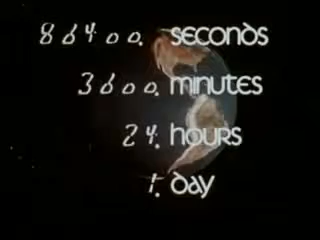 86400. seconds
3600. minutes
24. hours
1. day